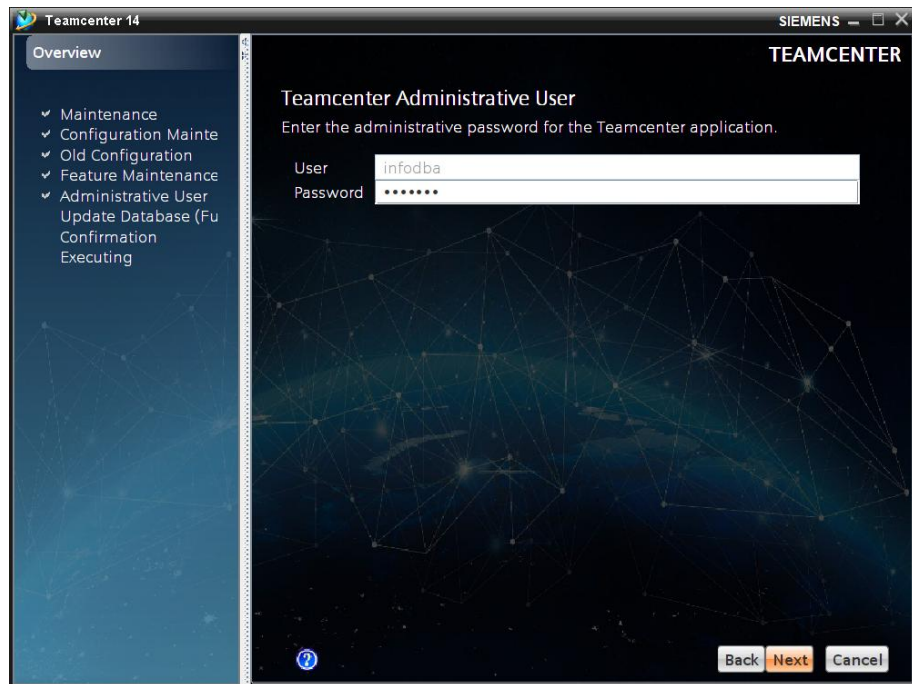 Teamcenter 14
SIEMENS
Overview
TEAMCENTER
Maintenance
Configuration Mainte
Old Configuration
Feature Maintenance
Administrative User
Update Database (Fu
Confirmation
Executing
Teamcenter Administrative User
Enter the administrative password for the Teamcenter application.
User infodba
Password •••••••
?
Back Next Cancel